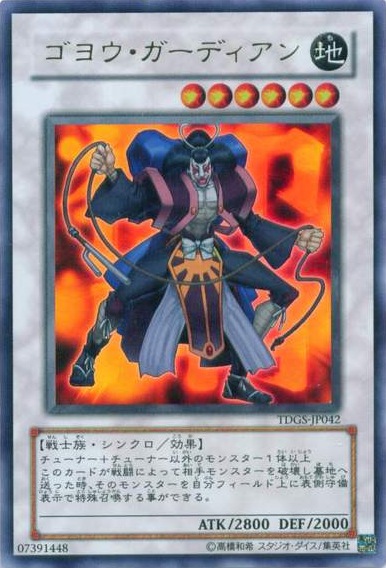 ゴヨウ・ガーディアン 地
TDGS-JP042
【戦士族・シンクロ／効果】
チューナー＋チューナー以外のモンスター１体以上
このカードが戦闘によって相手モンスターを破壊し墓地へ
送った時、そのモンスターを自分フィールド上に表側守備
表示で特殊召喚する事ができる。
ATK/2800 DEF/2000
07391448 ©高橋和希 スタジオ・ダイス/集英社